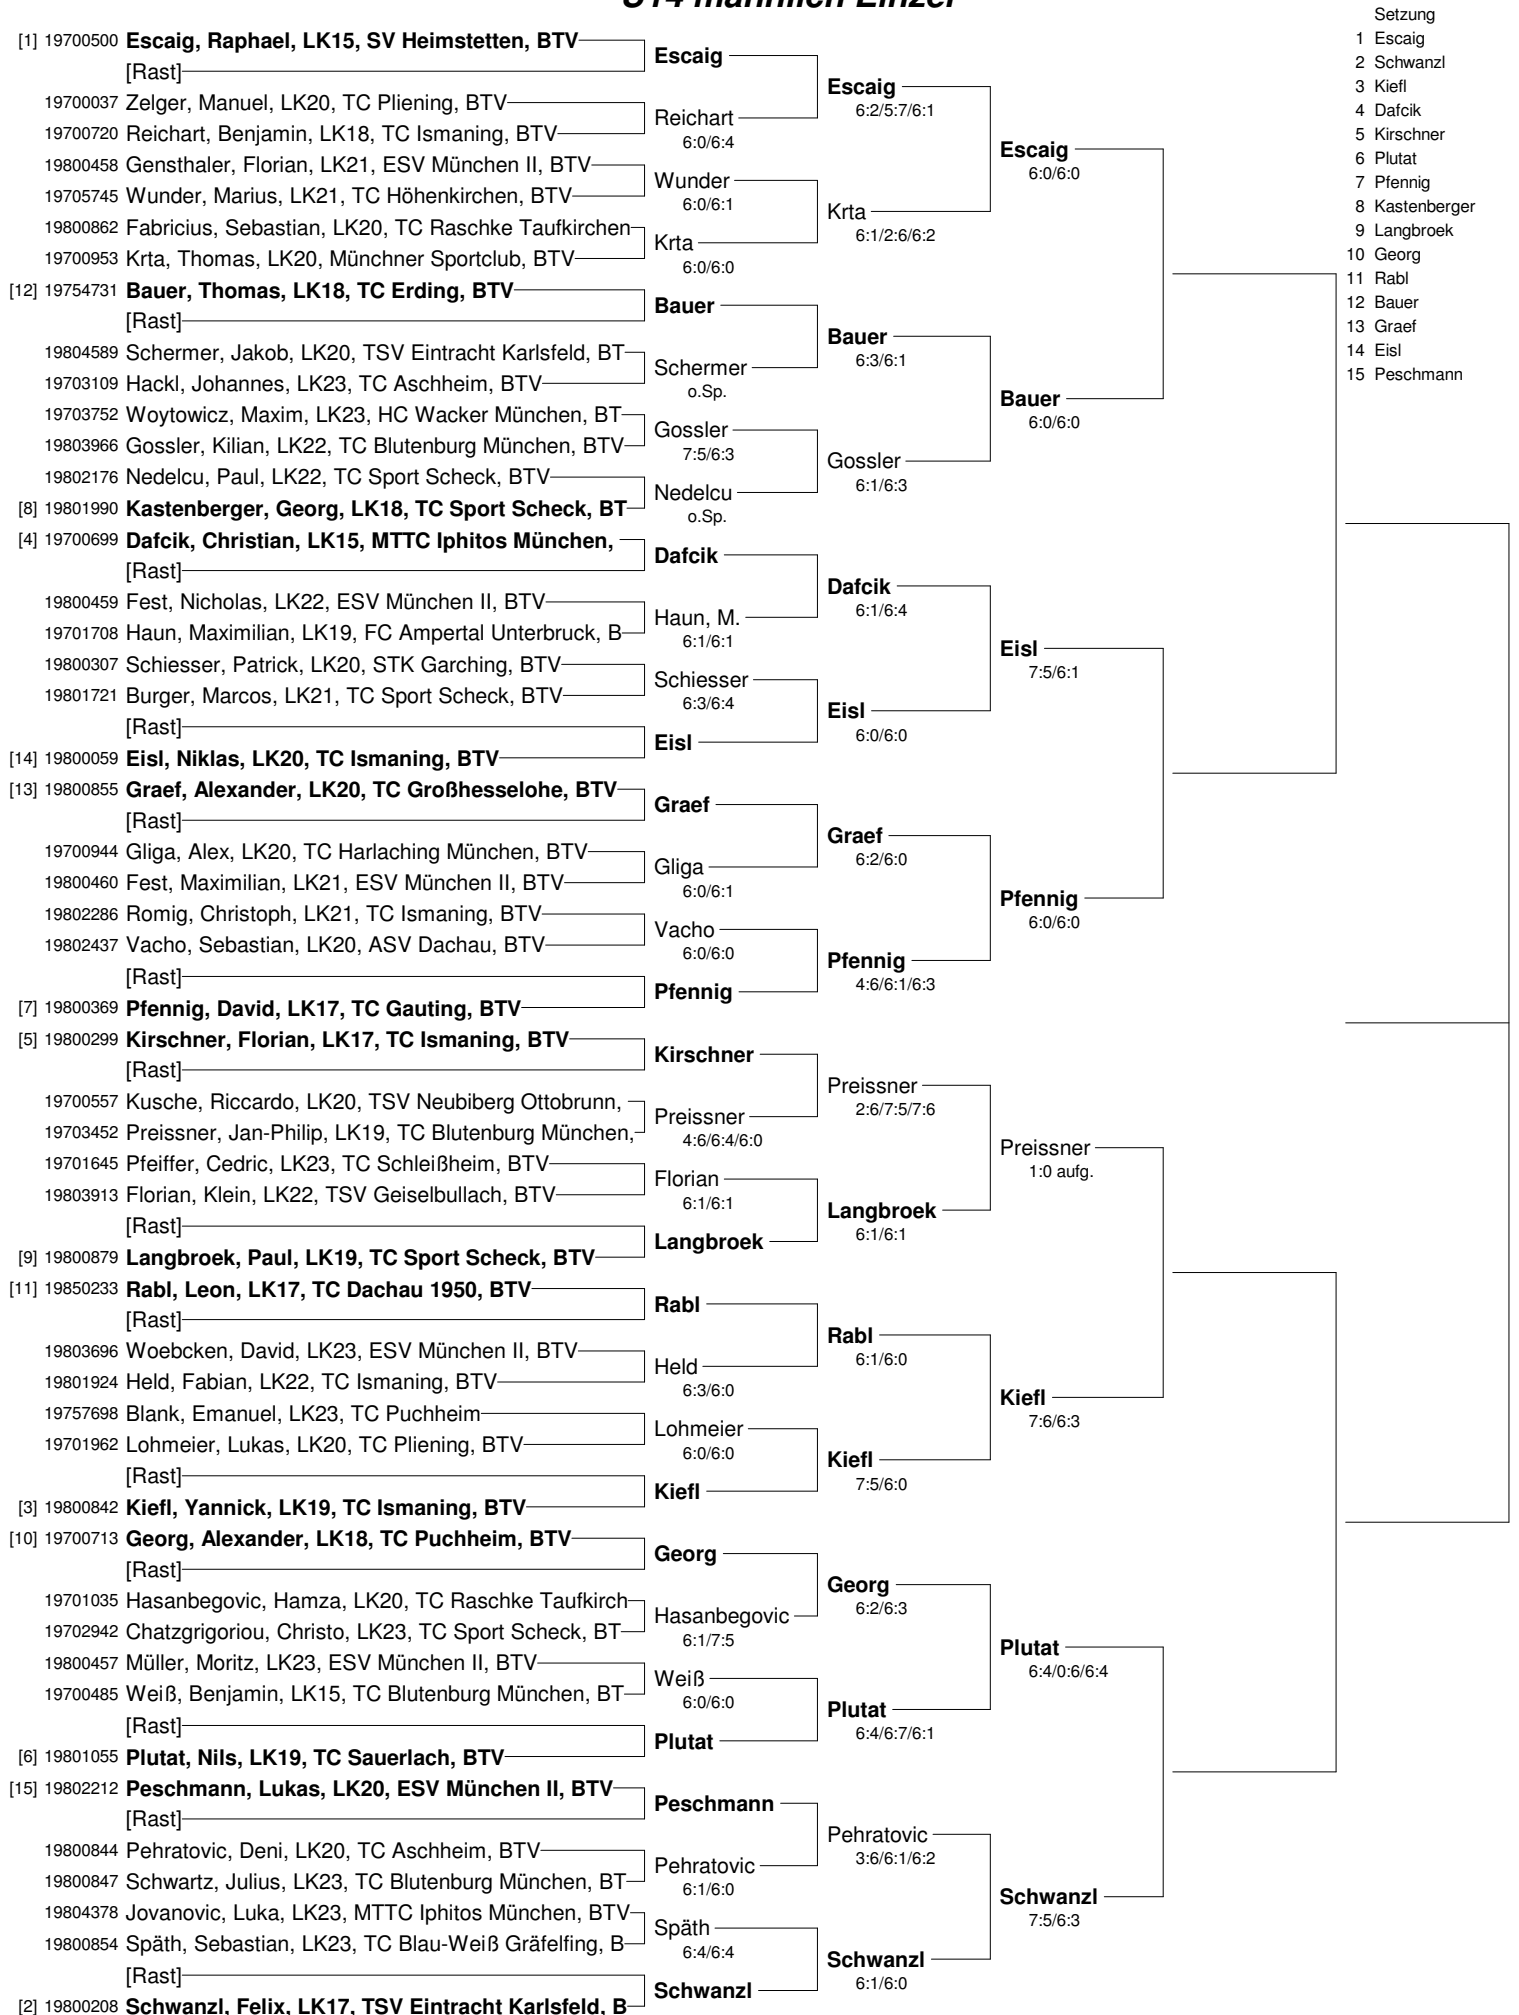 U14 männlich Einzel
Setzung
1 Escaig
2 Schwanzl
3 Kiefl
4 Dafcik
5 Kirschner
6 Plutat
7 Pfennig
8 Kastenberger
9 Langbroek
10 Georg
11 Rabl
12 Bauer
13 Graef
14 Eisl
15 Peschmann
[1] 19700500 Escaig, Raphael, LK15, SV Heimstetten, BTV
[Rast]
19700037 Zelger, Manuel, LK20, TC Pliening, BTV
19700720 Reichart, Benjamin, LK18, TC Ismaning, BTV
19800458 Gensthaler, Florian, LK21, ESV München II, BTV
19705745 Wunder, Marius, LK21, TC Höhenkirchen, BTV
19800862 Fabricius, Sebastian, LK20, TC Raschke Taufkirchen
19700953 Krta, Thomas, LK20, Münchner Sportclub, BTV
[12] 19754731 Bauer, Thomas, LK18, TC Erding, BTV
[Rast]
19804589 Schermer, Jakob, LK20, TSV Eintracht Karlsfeld, BT
19703109 Hackl, Johannes, LK23, TC Aschheim, BTV
19703752 Woytowicz, Maxim, LK23, HC Wacker München, BT
19803966 Gossler, Kilian, LK22, TC Blutenburg München, BTV
19802176 Nedelcu, Paul, LK22, TC Sport Scheck, BTV
[8] 19801990 Kastenberger, Georg, LK18, TC Sport Scheck, BT
[4] 19700699 Dafcik, Christian, LK15, MTTC Iphitos München,
[Rast]
19800459 Fest, Nicholas, LK22, ESV München II, BTV
19701708 Haun, Maximilian, LK19, FC Ampertal Unterbruck, B
19800307 Schiesser, Patrick, LK20, STK Garching, BTV
19801721 Burger, Marcos, LK21, TC Sport Scheck, BTV
[Rast]
[14] 19800059 Eisl, Niklas, LK20, TC Ismaning, BTV
[13] 19800855 Graef, Alexander, LK20, TC Großhesselohe, BTV
[Rast]
19700944 Gliga, Alex, LK20, TC Harlaching München, BTV
19800460 Fest, Maximilian, LK21, ESV München II, BTV
19802286 Romig, Christoph, LK21, TC Ismaning, BTV
19802437 Vacho, Sebastian, LK20, ASV Dachau, BTV
[Rast]
[7] 19800369 Pfennig, David, LK17, TC Gauting, BTV
[5] 19800299 Kirschner, Florian, LK17, TC Ismaning, BTV
[Rast]
19700557 Kusche, Riccardo, LK20, TSV Neubiberg Ottobrunn,
19703452 Preissner, Jan-Philip, LK19, TC Blutenburg München,
19701645 Pfeiffer, Cedric, LK23, TC Schleißheim, BTV
19803913 Florian, Klein, LK22, TSV Geiselbullach, BTV
[Rast]
[9] 19800879 Langbroek, Paul, LK19, TC Sport Scheck, BTV
[11] 19850233 Rabl, Leon, LK17, TC Dachau 1950, BTV
[Rast]
19803696 Woebcken, David, LK23, ESV München II, BTV
19801924 Held, Fabian, LK22, TC Ismaning, BTV
19757698 Blank, Emanuel, LK23, TC Puchheim
19701962 Lohmeier, Lukas, LK20, TC Pliening, BTV
[Rast]
[3] 19800842 Kiefl, Yannick, LK19, TC Ismaning, BTV
[10] 19700713 Georg, Alexander, LK18, TC Puchheim, BTV
[Rast]
19701035 Hasanbegovic, Hamza, LK20, TC Raschke Taufkirch
19702942 Chatzgrigoriou, Christo, LK23, TC Sport Scheck, BT
19800457 Müller, Moritz, LK23, ESV München II, BTV
19700485 Weiß, Benjamin, LK15, TC Blutenburg München, BT
[Rast]
[6] 19801055 Plutat, Nils, LK19, TC Sauerlach, BTV
[15] 19802212 Peschmann, Lukas, LK20, ESV München II, BTV
[Rast]
19800844 Pehratovic, Deni, LK20, TC Aschheim, BTV
19800847 Schwartz, Julius, LK23, TC Blutenburg München, BT
19804378 Jovanovic, Luka, LK23, MTTC Iphitos München, BTV
19800854 Späth, Sebastian, LK23, TC Blau-Weiß Gräfelfing, B
[Rast]
[2] 19800208 Schwanzl, Felix, LK17, TSV Eintracht Karlsfeld, B
Escaig
Reichart
6:0/6:4
Wunder
6:0/6:1
Krta
6:0/6:0
Bauer
Schermer
o.Sp.
Gossler
7:5/6:3
Nedelcu
o.Sp.
Dafcik
Haun, M.
6:1/6:1
Schiesser
6:3/6:4
Eisl
Graef
Gliga
6:0/6:1
Vacho
6:0/6:0
Pfennig
Kirschner
Preissner
4:6/6:4/6:0
Florian
6:1/6:1
Langbroek
Rabl
Held
6:3/6:0
Lohmeier
6:0/6:0
Kiefl
Georg
Hasanbegovic
6:1/7:5
Weiß
6:0/6:0
Plutat
Peschmann
Pehratovic
6:1/6:0
Späth
6:4/6:4
Schwanzl
Escaig
6:2/5:7/6:1
Krta
6:1/2:6/6:2
Bauer
6:3/6:1
Gossler
6:1/6:3
Dafcik
6:1/6:4
Eisl
6:0/6:0
Graef
6:2/6:0
Pfennig
4:6/6:1/6:3
Preissner
2:6/7:5/7:6
Langbroek
6:1/6:1
Rabl
6:1/6:0
Kiefl
7:5/6:0
Georg
6:2/6:3
Plutat
6:4/6:7/6:1
Pehratovic
3:6/6:1/6:2
Schwanzl
6:1/6:0
Escaig
6:0/6:0
Bauer
6:0/6:0
Eisl
7:5/6:1
Pfennig
6:0/6:0
Preissner
1:0 aufg.
Kiefl
7:6/6:3
Plutat
6:4/0:6/6:4
Schwanzl
7:5/6:3